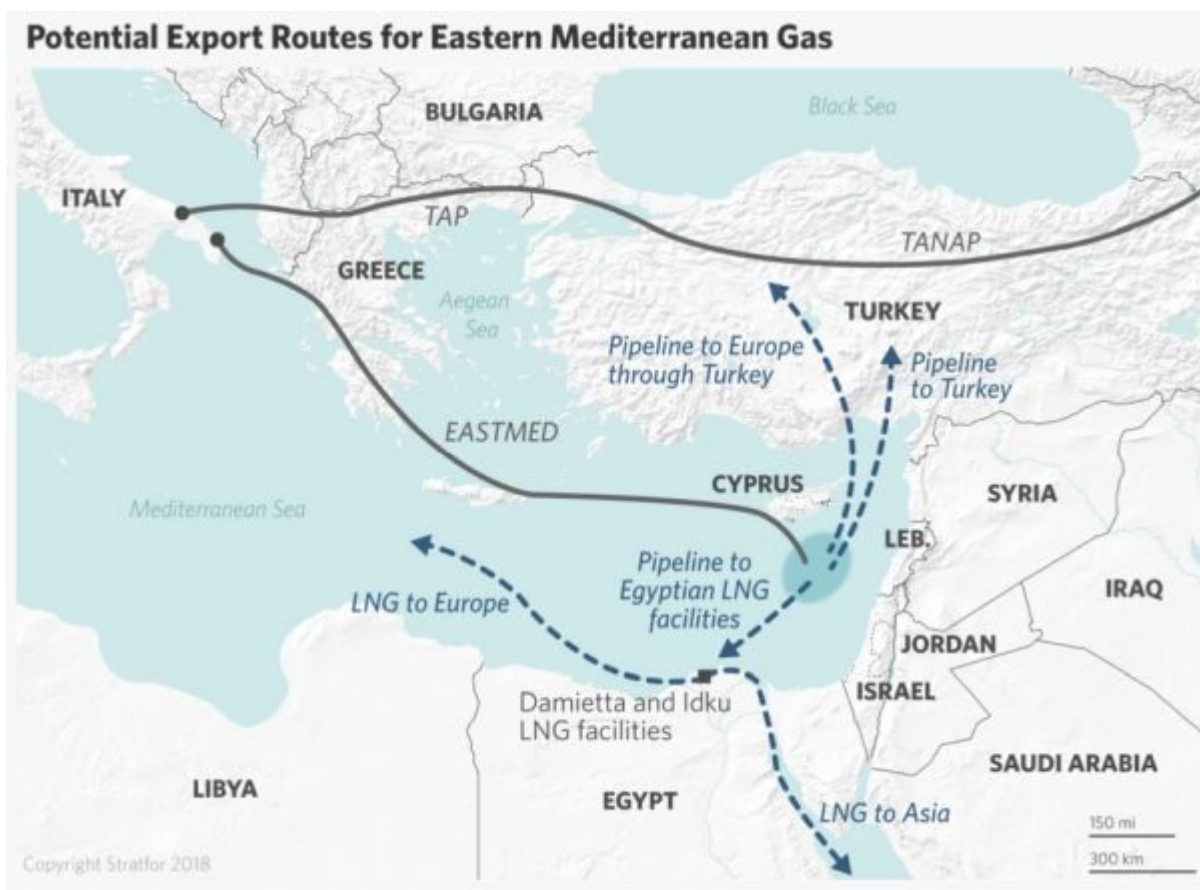 Potential Export Routes for Eastern Mediterranean Gas
BULGARIA
Black Sea
ITALY
TAP
TANAP
GREECE
Aegean
Sea
TURKEY
Pipeline to Europe
through Turkey
Pipeline
to Turkey
EASTMED
CYPRUS
SYRIA
Mediterranean Sea
LEB.
Pipeline to
Egyptian LNG
facilities
IRAQ
LNG to Europe
JORDAN
ISRAEL
Damietta and Idku
LNG facilities
SAUDI ARABIA
LIBYA
EGYPT
LNG to Asia
150 mi
300 km
Copyright Stratfor 2018